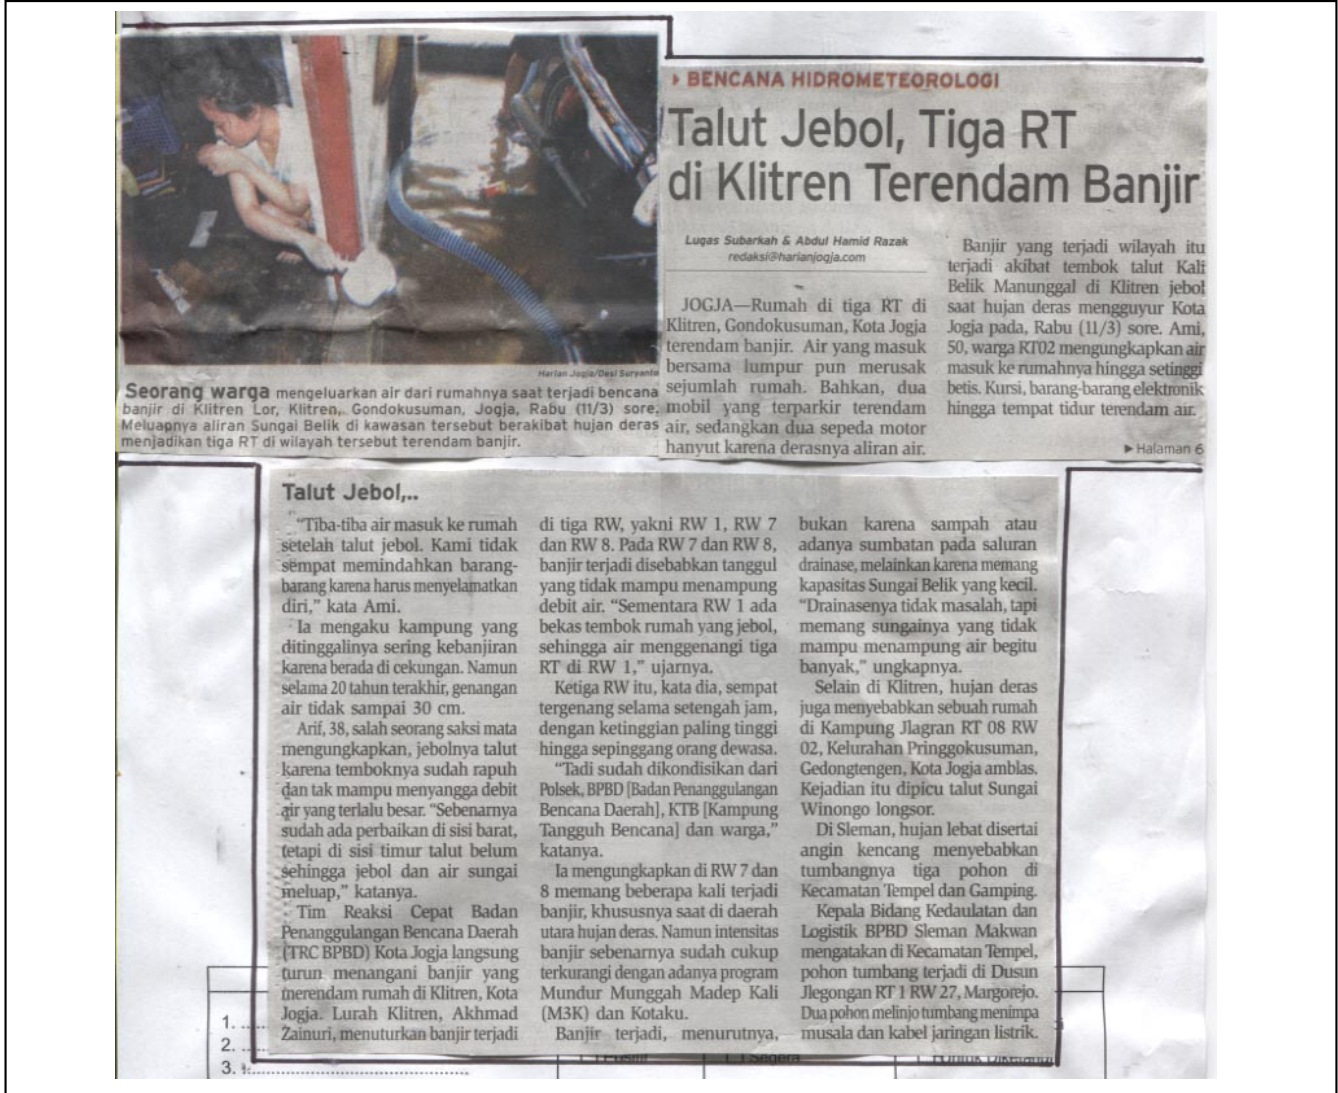 ▸ BENCANA HIDROMETEOROLOGI
Talut Jebol, Tiga RT
di Klitren Terendam Banjir
Harian Jogja/Desi Suryanto
Seorang warga mengeluarkan air dari rumahnya saat terjadi bencana
banjir di Klitren Lor, Klitren, Gondokusuman, Jogja, Rabu (11/3) sore.
Meluapnya aliran Sungai Belik di kawasan tersebut berakibat hujan deras
menjadikan tiga RT di wilayah tersebut terendam banjir.
Lugas Subarkah & Abdul Hamid Razak
redaksi@harianjogja.com
JOGJA—Rumah di tiga RT di
Klitren, Gondokusuman, Kota Jogja
terendam banjir. Air yang masuk
bersama lumpur pun merusak
sejumlah rumah. Bahkan, dua
mobil yang terparkir terendam
air, sedangkan dua sepeda motor
hanyut karena derasnya aliran air.
Banjir yang terjadi wilayah itu
terjadi akibat tembok talut Kali
Belik Manunggal di Klitren jebol
saat hujan deras mengguyur Kota
Jogja pada, Rabu (11/3) sore. Ami,
50, warga RT02 mengungkapkan air
masuk ke rumahnya hingga setinggi
betis. Kursi, barang-barang elektronik
hingga tempat tidur terendam air.
▶ Halaman 6
Talut Jebol,..
“Tiba-tiba air masuk ke rumah
setelah talut jebol. Kami tidak
sempat memindahkan barang-
barang karena harus menyelamatkan
diri,” kata Ami.
Ia mengaku kampung yang
ditinggalinya sering kebanjiran
karena berada di cekungan. Namun
selama 20 tahun terakhir, genangan
air tidak sampai 30 cm.
Arif, 38, salah seorang saksi mata
mengungkapkan, jebolnya talut
karena temboknya sudah rapuh
dan tak mampu menyangga debit
air yang terlalu besar. “Sebenarnya
sudah ada perbaikan di sisi barat,
tetapi di sisi timur talut belum
sehingga jebol dan air sungai
meluap,” katanya.
Tim Reaksi Cepat Badan
Penanggulangan Bencana Daerah
(TRC BPBD) Kota Jogja langsung
turun menangani banjir yang
merendam rumah di Klitren, Kota
Jogja. Lurah Klitren, Akhmad
Zainuri, menuturkan banjir terjadi
di tiga RW, yakni RW 1, RW 7
dan RW 8. Pada RW 7 dan RW 8,
banjir terjadi disebabkan tanggul
yang tidak mampu menampung
debit air. “Sementara RW 1 ada
bekas tembok rumah yang jebol,
sehingga air menggenangi tiga
RT di RW 1,” ujarnya.
Ketiga RW itu, kata dia, sempat
tergenang selama setengah jam,
dengan ketinggian paling tinggi
hingga sepinggang orang dewasa.
“Tadi sudah dikondisikan dari
Polsek, BPBD [Badan Penanggulangan
Bencana Daerah], KTB [Kampung
Tangguh Bencana] dan warga,”
katanya.
Ia mengungkapkan di RW 7 dan
8 memang beberapa kali terjadi
banjir, khususnya saat di daerah
utara hujan deras. Namun intensitas
banjir sebenarnya sudah cukup
terkurangi dengan adanya program
Mundur Munggah Madep Kali
(M3K) dan Kotaku.
Banjir terjadi, menurutnya,
bukan karena sampah atau
adanya sumbatan pada saluran
drainase, melainkan karena memang
kapasitas Sungai Belik yang kecil.
“Drainasenya tidak masalah, tapi
memang sungainya yang tidak
mampu menampung air begitu
banyak,” ungkapnya.
Selain di Klitren, hujan deras
juga menyebabkan sebuah rumah
di Kampung Jlagran RT 08 RW
02, Kelurahan Pringgokusuman,
Gedongtengen, Kota Jogja amblas.
Kejadian itu dipicu talut Sungai
Winongo longsor.
Di Sleman, hujan lebat disertai
angin kencang menyebabkan
tumbangnya tiga pohon di
Kecamatan Tempel dan Gamping.
Kepala Bidang Kedaulatan dan
Logistik BPBD Sleman Makwan
mengatakan di Kecamatan Tempel,
pohon tumbang terjadi di Dusun
Jlegongan RT 1 RW 27, Margorejo.
Dua pohon melinjo tumbang menimpa
musala dan kabel jaringan listrik.
1. ....
2. ....
3. ....